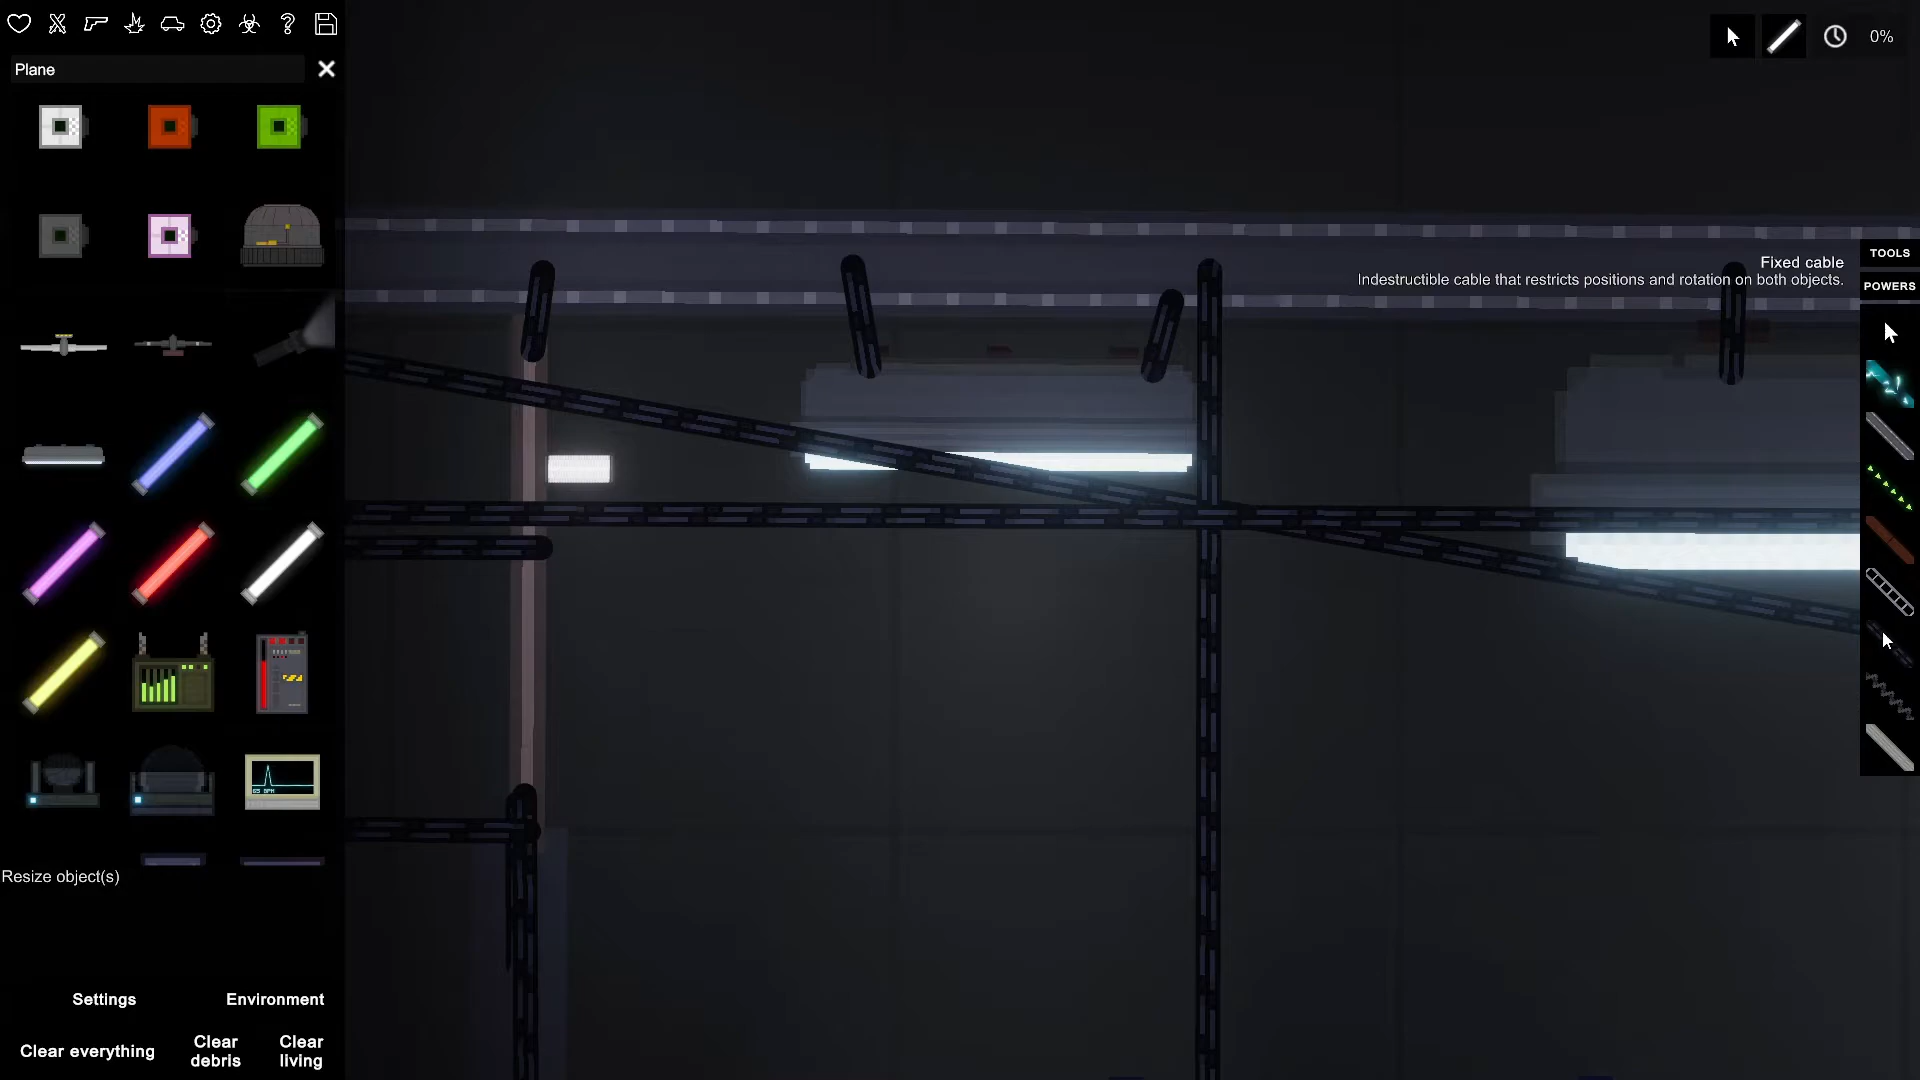 Plane
0%
TOOLS
Fixed cable
Indestructible cable that restricts positions and rotation on both objects.
POWERS
Resize object(s)
Settings
Environment
Clear everything
Clear debris
Clear living